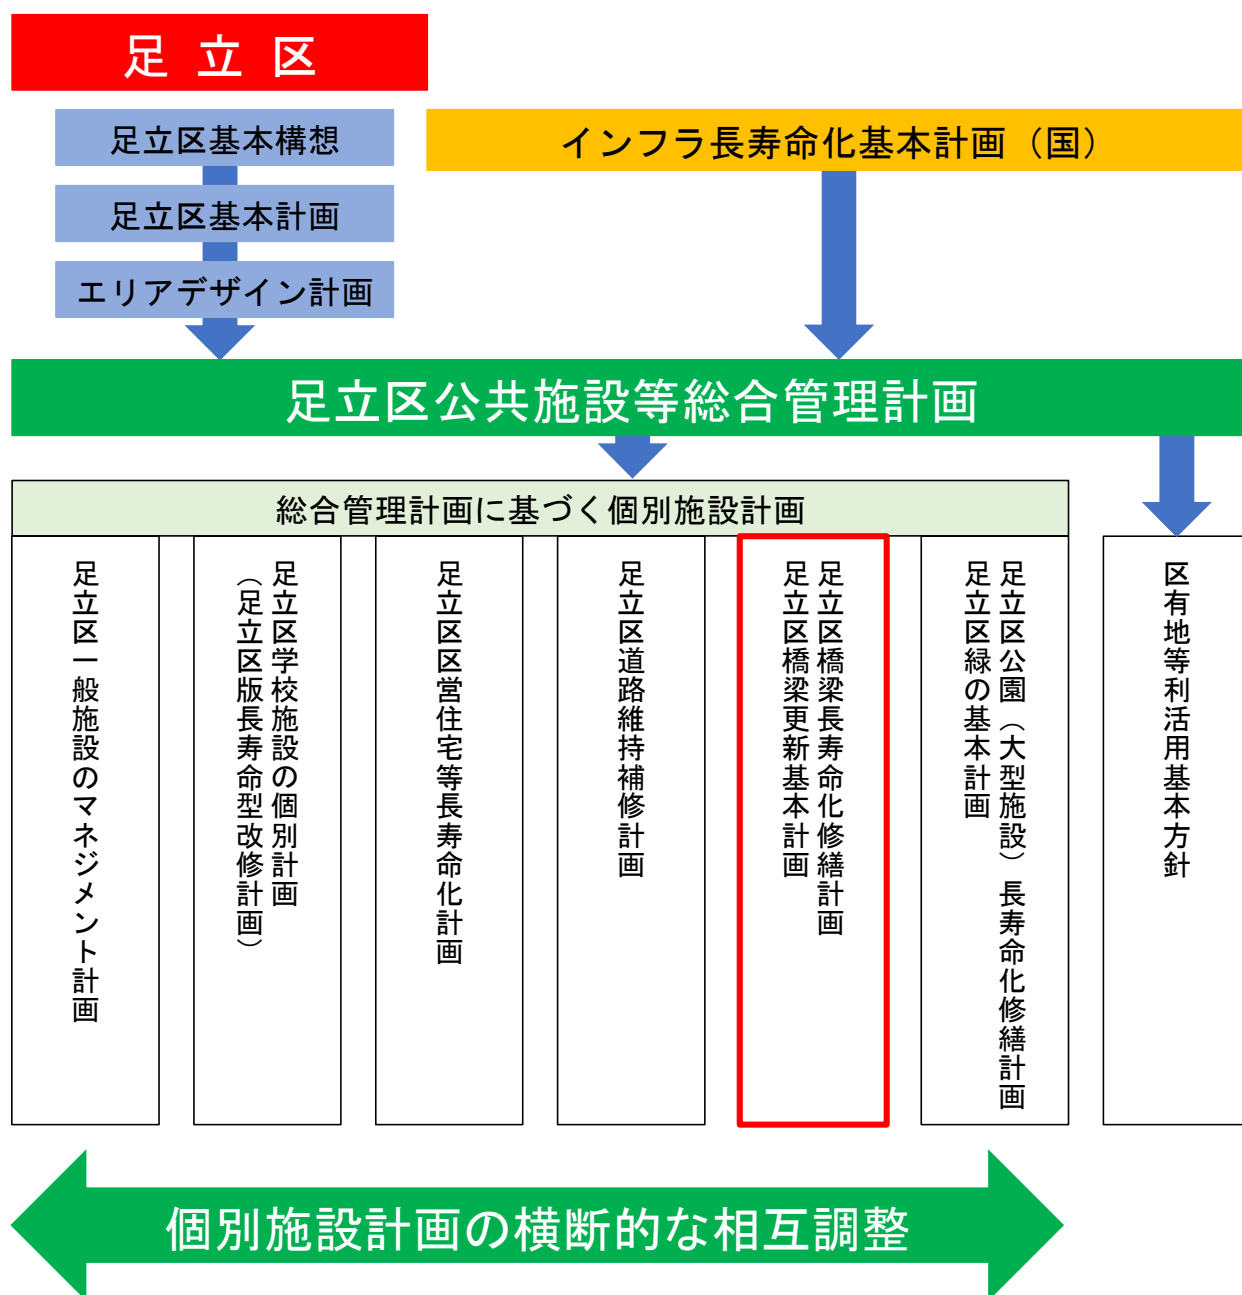 足立区
足立区基本構想
インフラ長寿命化基本計画（国）
足立区基本計画
エリアデザイン計画
足立区公共施設等総合管理計画
総合管理計画に基づく個別施設計画
足立区一般施設のマネジメント計画
足立区学校施設の個別計画
（足立区版長寿命型改修計画）
足立区区営住宅等長寿命化計画
足立区道路維持補修計画
足立区橋梁長寿命化修繕計画
足立区橋梁更新基本計画
足立区公園（大型施設）長寿命化修繕計画
足立区緑の基本計画
区有地等利活用基本方針
個別施設計画の横断的な相互調整